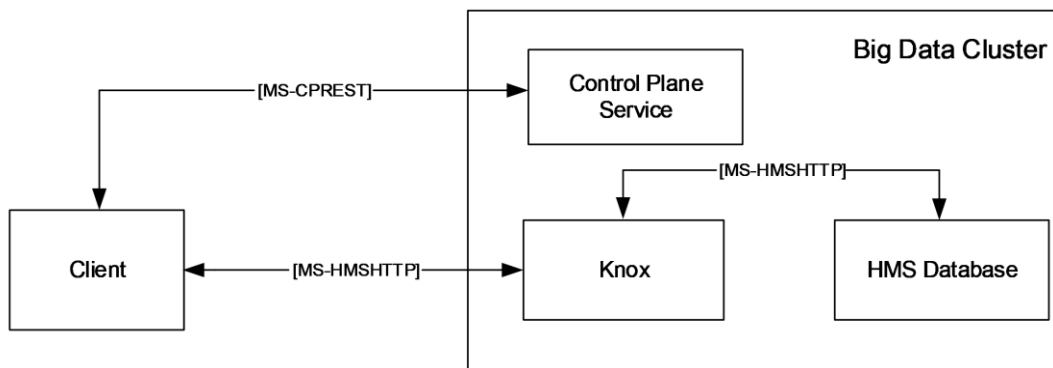 Big Data Cluster
[MS-CPREST]
Control Plane
Service
[MS-HMSHTTP]
Client
[MS-HMSHTTP]
Knox
HMS Database